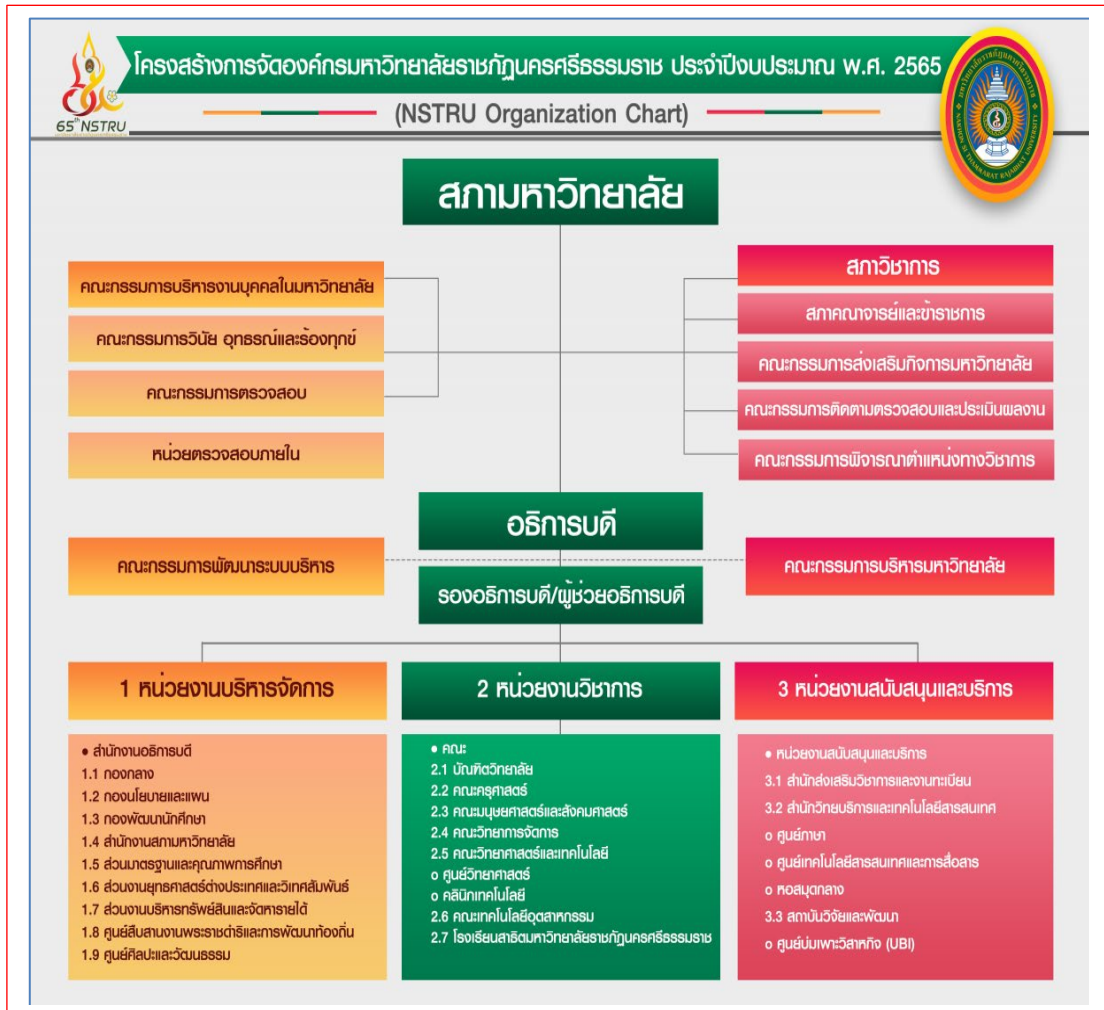 โครงสร้างการจัดองค์กรมหาวิทยาลัยราชภัฏนครศรีธรรมราช ประจำปีงบประมาณ พ.ศ. 2565
(NSTRU Organization Chart)
65th NSTRU
สภามหาวิทยาลัย
คณะกรรมการบริหารงานบุคคลในมหาวิทยาลัย
คณะกรรมการวินัย อุทธรณ์และร้องทุกข์
คณะกรรมการตรวจสอบ
หน่วยตรวจสอบภายใน
สภาวิชาการ
สภาคณาจารย์และข้าราชการ
คณะกรรมการส่งเสริมกิจการมหาวิทยาลัย
คณะกรรมการติดตามตรวจสอบและประเมินผลงาน
คณะกรรมการพิจารณาตำแหน่งทางวิชาการ
อธิการบดี
คณะกรรมการพัฒนาระบบบริหาร
คณะกรรมการบริหารมหาวิทยาลัย
รองอธิการบดี/ผู้ช่วยอธิการบดี
1 หน่วยงานบริหารจัดการ
• สำนักงานอธิการบดี
1.1 กองกลาง
1.2 กองนโยบายและแผน
1.3 กองพัฒนานักศึกษา
1.4 สำนักงานสภามหาวิทยาลัย
1.5 ส่วนมาตรฐานและคุณภาพการศึกษา
1.6 ส่วนงานยุทธศาสตร์ต่างประเทศและวิเทศสัมพันธ์
1.7 ส่วนงานบริหารทรัพย์สินและจัดหารายได้
1.8 ศูนย์สืบสานงานพระราชดำริและการพัฒนาท้องถิ่น
1.9 ศูนย์ศิลปะและวัฒนธรรม
2 หน่วยงานวิชาการ
• คณะ
2.1 บัณฑิตวิทยาลัย
2.2 คณะครุศาสตร์
2.3 คณะมนุษยศาสตร์และสังคมศาสตร์
2.4 คณะวิทยาการจัดการ
2.5 คณะวิทยาศาสตร์และเทคโนโลยี
o ศูนย์วิทยาศาสตร์
o คลินิกเทคโนโลยี
2.6 คณะเทคโนโลยีอุตสาหกรรม
2.7 โรงเรียนสาธิตมหาวิทยาลัยราชภัฏนครศรีธรรมราช
3 หน่วยงานสนับสนุนและบริการ
• หน่วยงานสนับสนุนและบริการ
3.1 สำนักส่งเสริมวิชาการและงานทะเบียน
3.2 สำนักวิทยบริการและเทคโนโลยีสารสนเทศ
o ศูนย์ภาษา
o ศูนย์เทคโนโลยีสารสนเทศและการสื่อสาร
o หอสมุดกลาง
3.3 สถาบันวิจัยและพัฒนา
o ศูนย์บ่มเพาะวิสาหกิจ (UBI)
มหาวิทยาลัยราชภัฏนครศรีธรรมราช
NAKHON SI THAMMARAT RAJABHAT UNIVERSITY